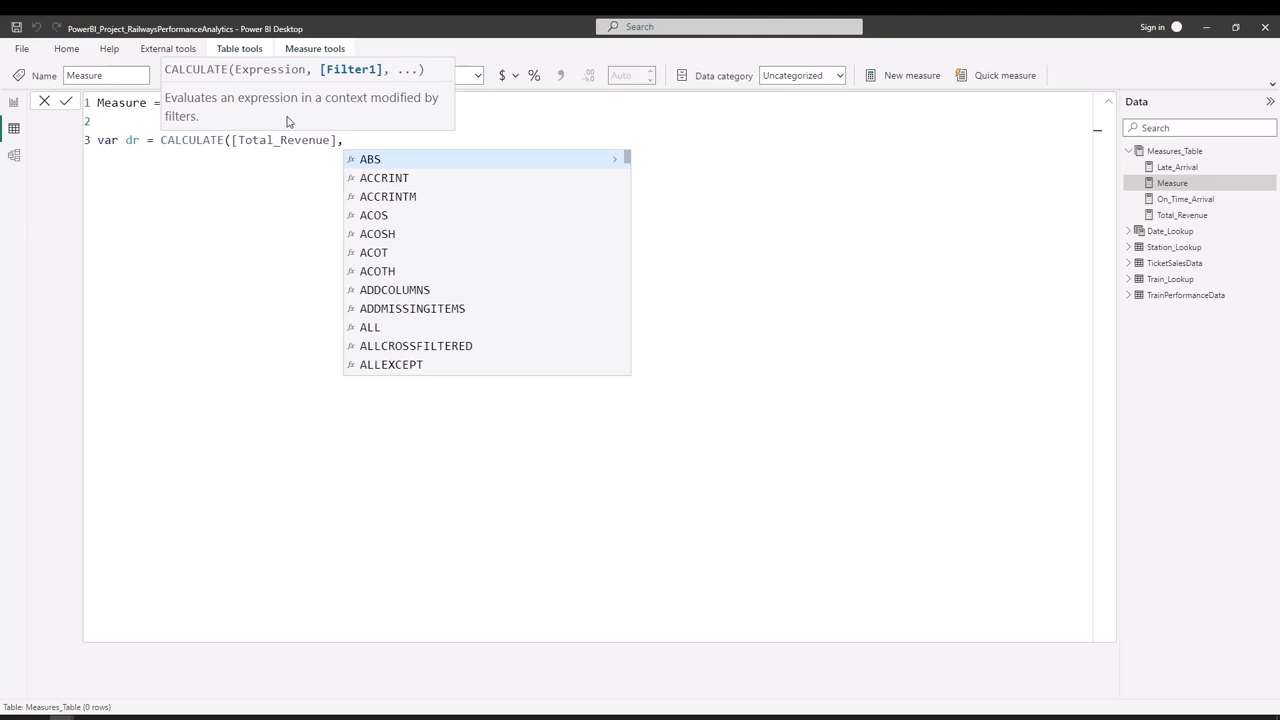 PowerBI_Project_RailwaysPerformanceAnalytics - Power BI Desktop
Search
Sign in
File
Home
Help
External tools
Table tools
Measure tools
Name
Measure
CALCULATE(Expression, [Filter1], ...)
Evaluates an expression in a context modified by
filters.
$
%
Auto
Data category
Uncategorized
New measure
Quick measure
1 Measure =
2
3 var dr = CALCULATE([Total_Revenue],
ABS
ACCRINT
ACCRINTM
ACOS
ACOSH
ACOT
ACOTH
ADDCOLUMNS
ADDMISSINGITEMS
ALL
ALLCROSSFILTERED
ALLEXCEPT
Data
Search
Measures_Table
Late_Arrival
Measure
On_Time_Arrival
Total_Revenue
Date_Lookup
Station_Lookup
TicketSalesData
Train_Lookup
TrainPerformanceData
Table: Measures_Table (0 rows)